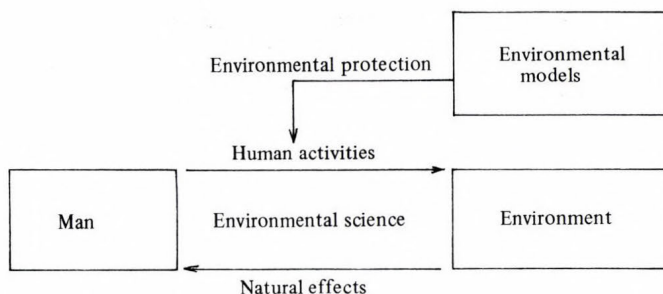 Environmental protection
Environmental
models
Human activities
Man
Environmental science
Environment
Natural effects